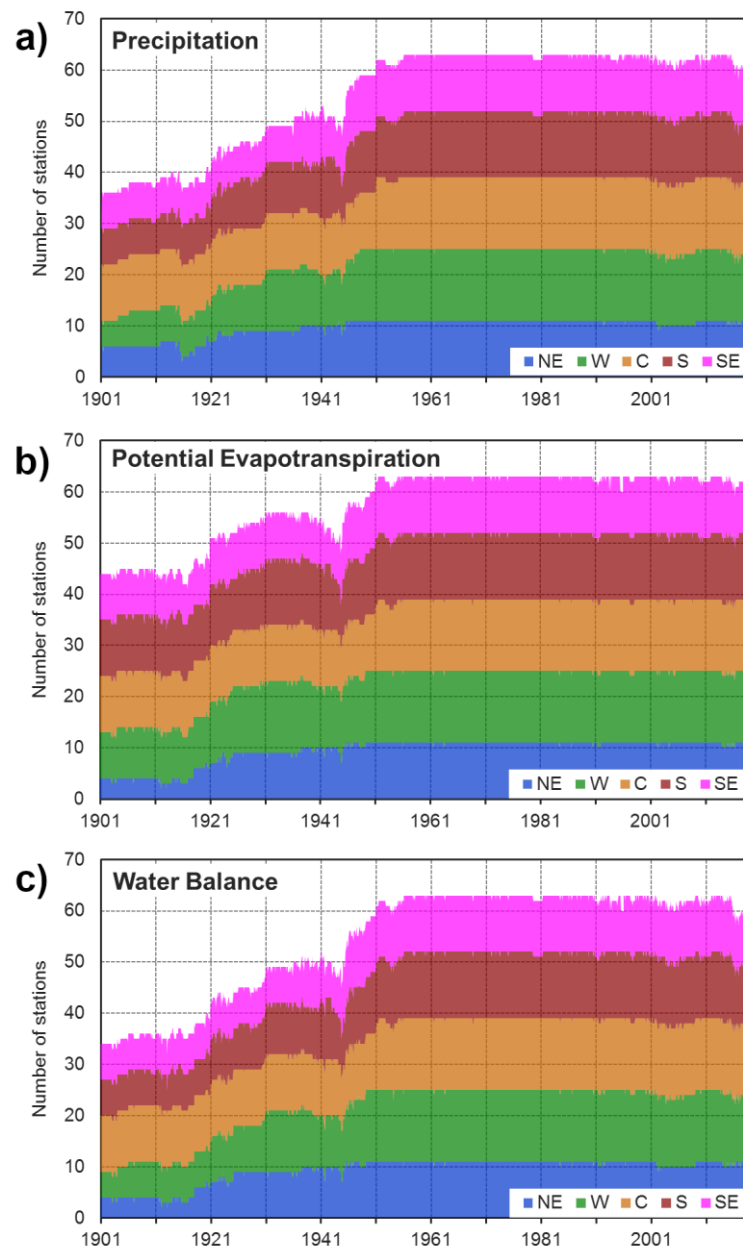 a)
Precipitation
Number of stations
70
60
50
40
30
20
10
0
1901 1921 1941 1961 1981 2001
NE W C S SE
b)
Potential Evapotranspiration
Number of stations
70
60
50
40
30
20
10
0
1901 1921 1941 1961 1981 2001
NE W C S SE
c)
Water Balance
Number of stations
70
60
50
40
30
20
10
0
1901 1921 1941 1961 1981 2001
NE W C S SE